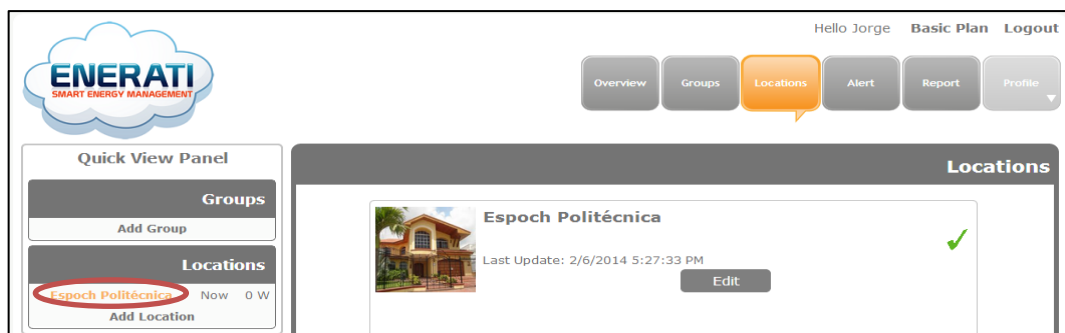 Hello Jorge Basic Plan Logout
ENERATI
SMART ENERGY MANAGEMENT
Overview Groups Locations Alert Report Profile
Quick View Panel
Groups
Add Group
Locations
Espoch Politécnica Now 0 W
Add Location
Locations
Espoch Politécnica
Last Update: 2/6/2014 5:27:33 PM
Edit